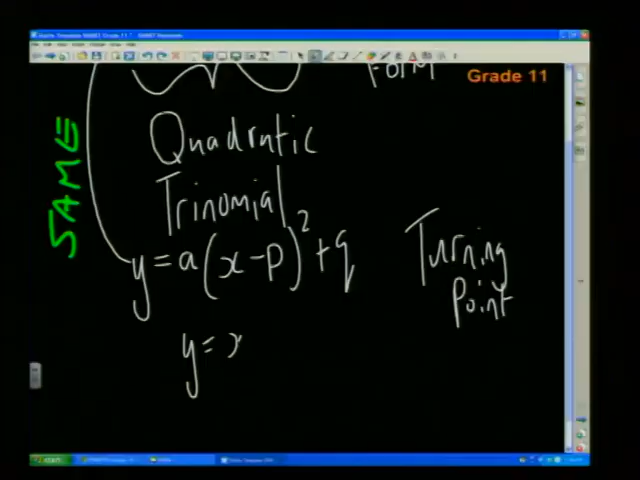 Form
Grade 11
SAME
Quadratic
Trinomial
y = a(x - p)² + q
Turning
Point
y = x